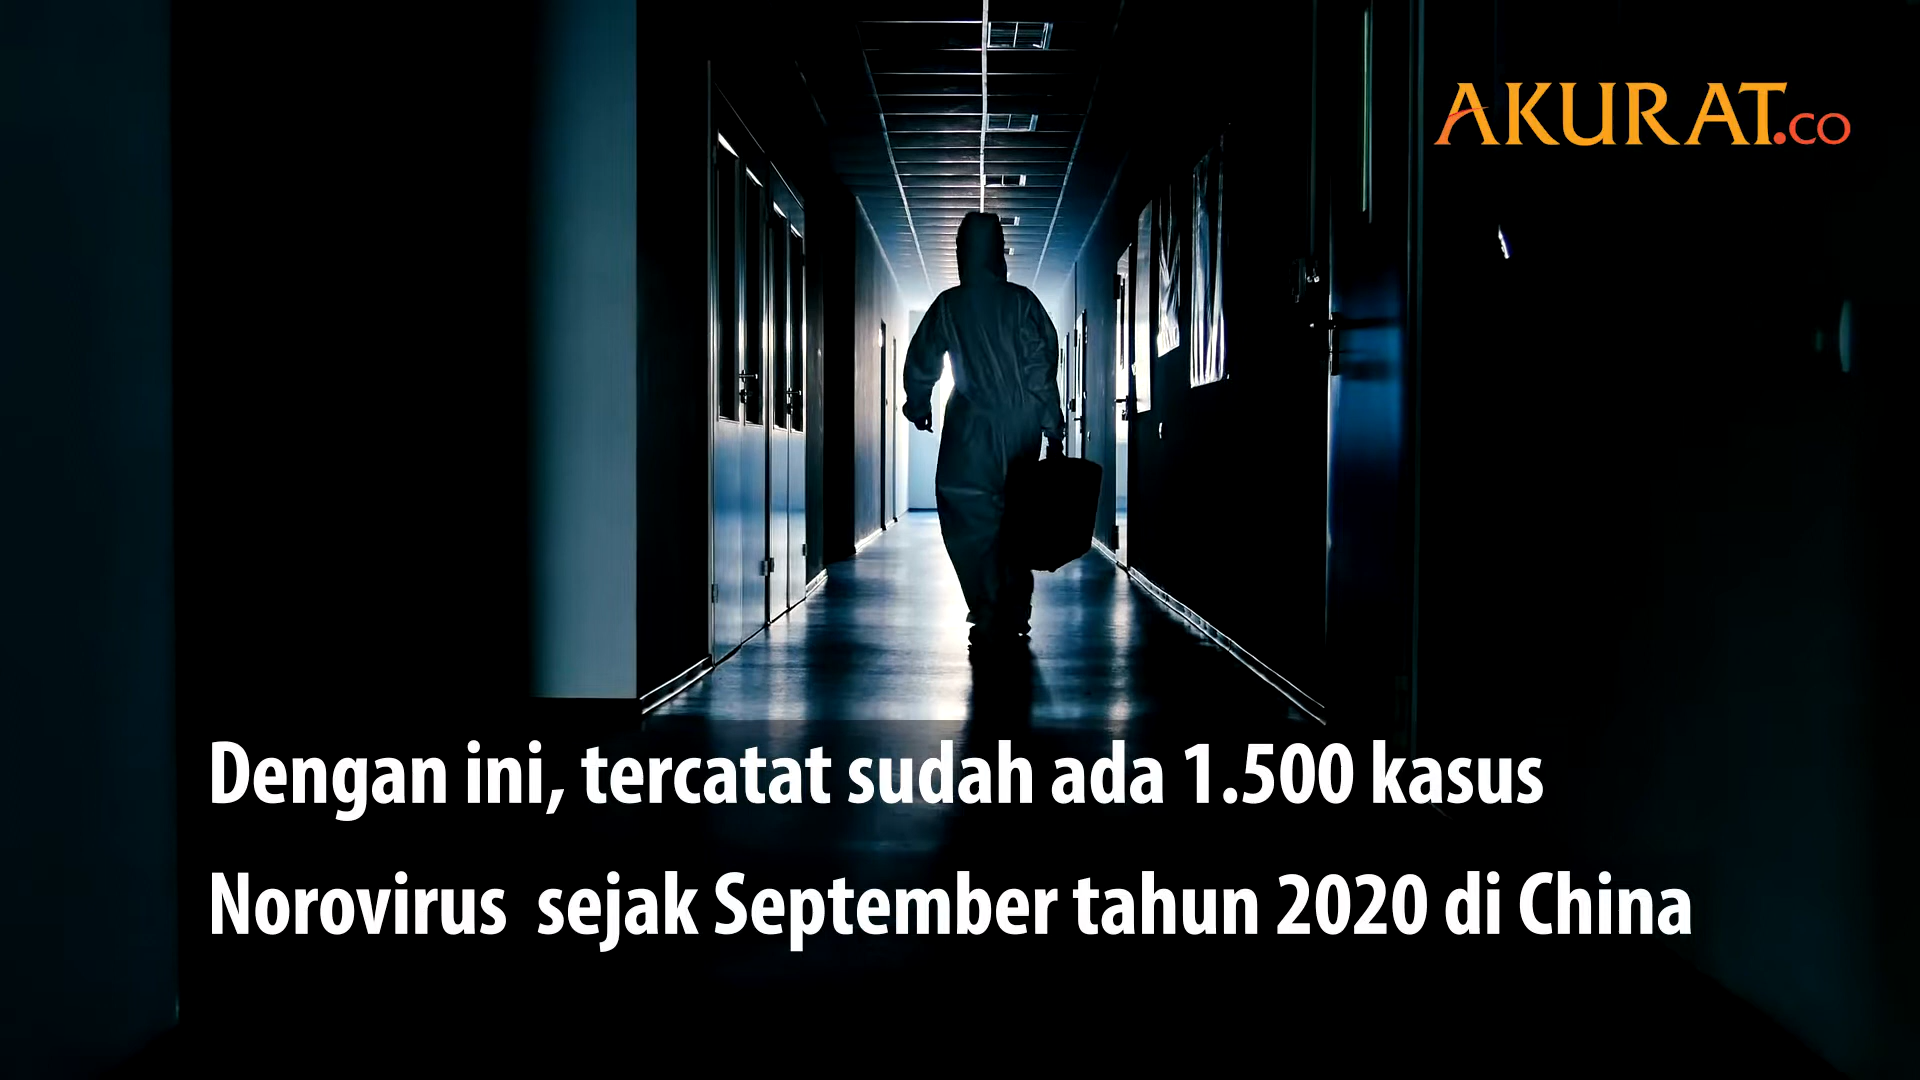 AKURAT.CO
Dengan ini, tercatat sudah ada 1.500 kasus
Norovirus  sejak September tahun 2020 di China